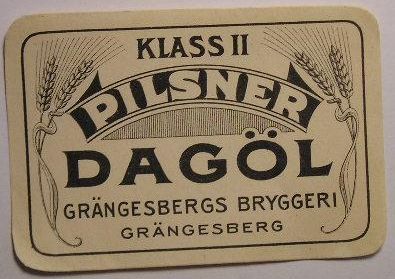 KLASS II
PILSNER
DAGÖL
GRÄNGESBERGS BRYGGERI
GRÄNGESBERG